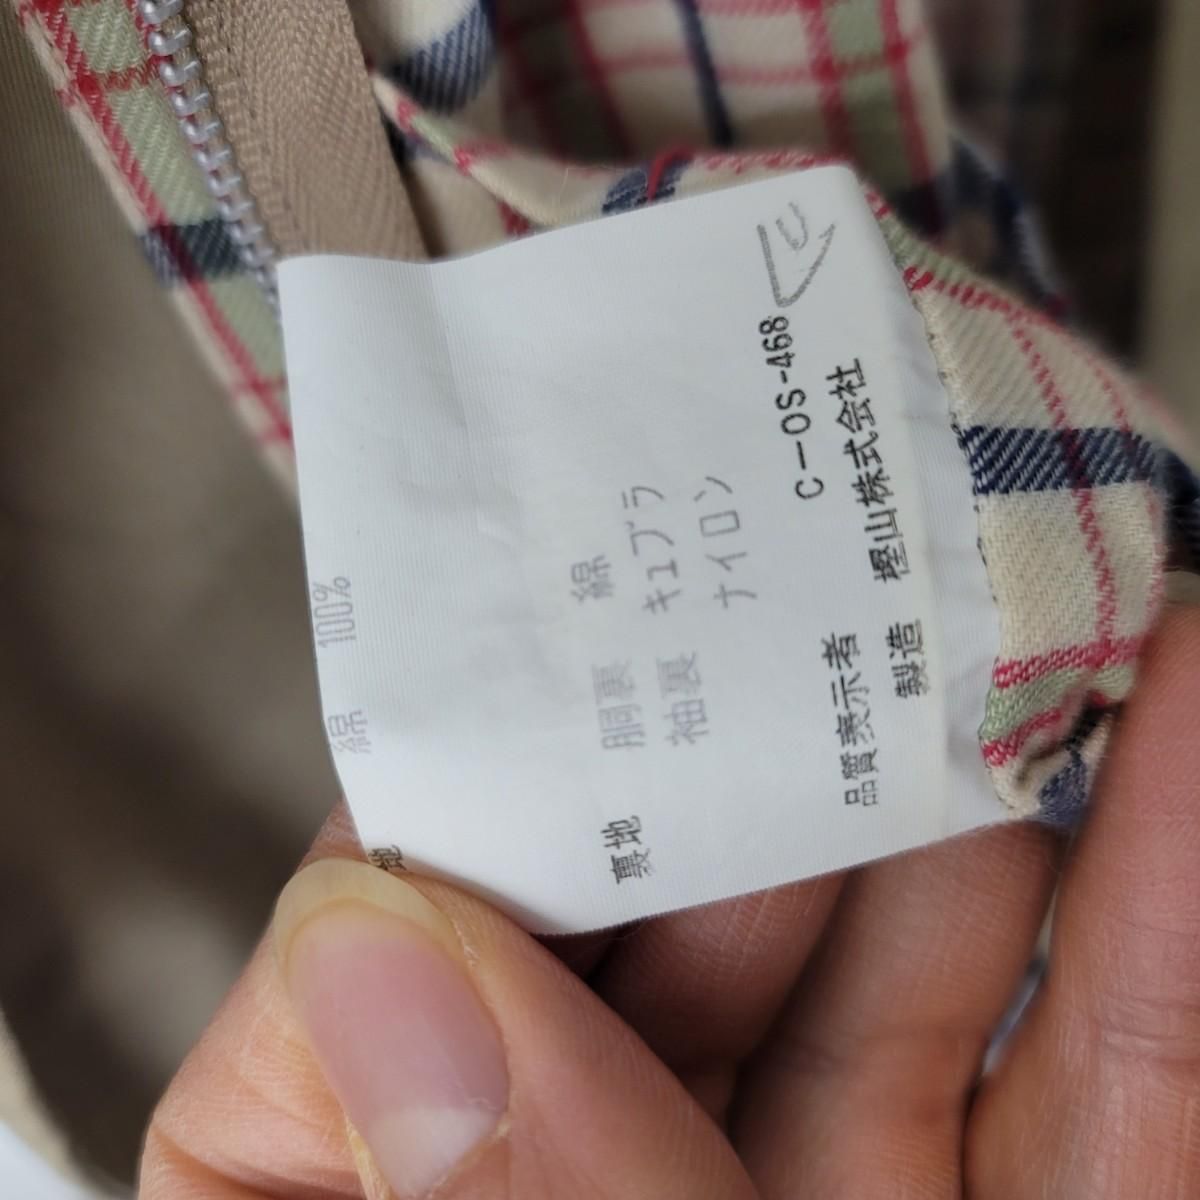 地 綿 100%
裏地 胴裏 綿
袖裏 キュプラ
ナイロン
品質表示者 C-OS-468
製造 樫山株式会社